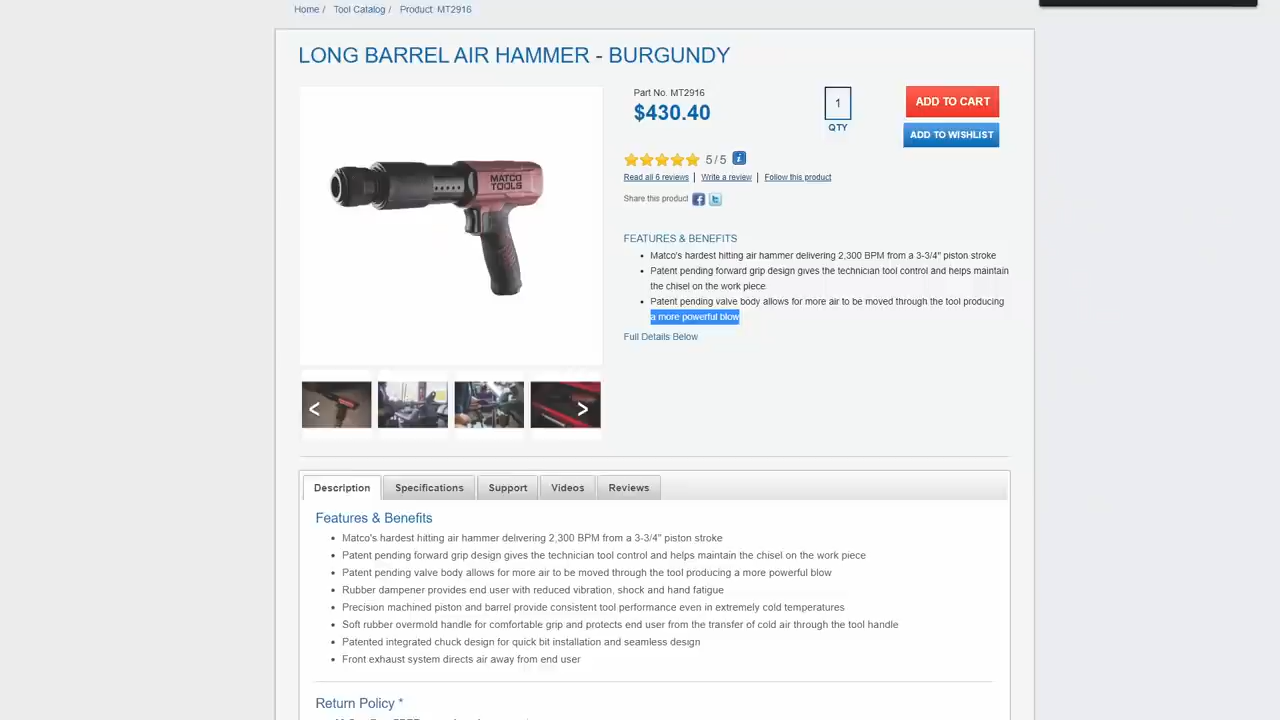 Home / Tool Catalog / Product: MT2916
LONG BARREL AIR HAMMER - BURGUNDY
MATCO
TOOLS
Part No. MT2916
$430.40
1
QTY
ADD TO CART
ADD TO WISHLIST
5 / 5 i
Read all 6 reviews | Write a review | Follow this product
Share this product f t
FEATURES & BENEFITS
• Matco's hardest hitting air hammer delivering 2,300 BPM from a 3-3/4" piston stroke
• Patent pending forward grip design gives the technician tool control and helps maintain
the chisel on the work piece
• Patent pending valve body allows for more air to be moved through the tool producing
a more powerful blow
Full Details Below
< >
Description Specifications Support Videos Reviews
Features & Benefits
• Matco's hardest hitting air hammer delivering 2,300 BPM from a 3-3/4" piston stroke
• Patent pending forward grip design gives the technician tool control and helps maintain the chisel on the work piece
• Patent pending valve body allows for more air to be moved through the tool producing a more powerful blow
• Rubber dampener provides end user with reduced vibration, shock and hand fatigue
• Precision machined piston and barrel provide consistent tool performance even in extremely cold temperatures
• Soft rubber overmold handle for comfortable grip and protects end user from the transfer of cold air through the tool handle
• Patented integrated chuck design for quick bit installation and seamless design
• Front exhaust system directs air away from end user
Return Policy *